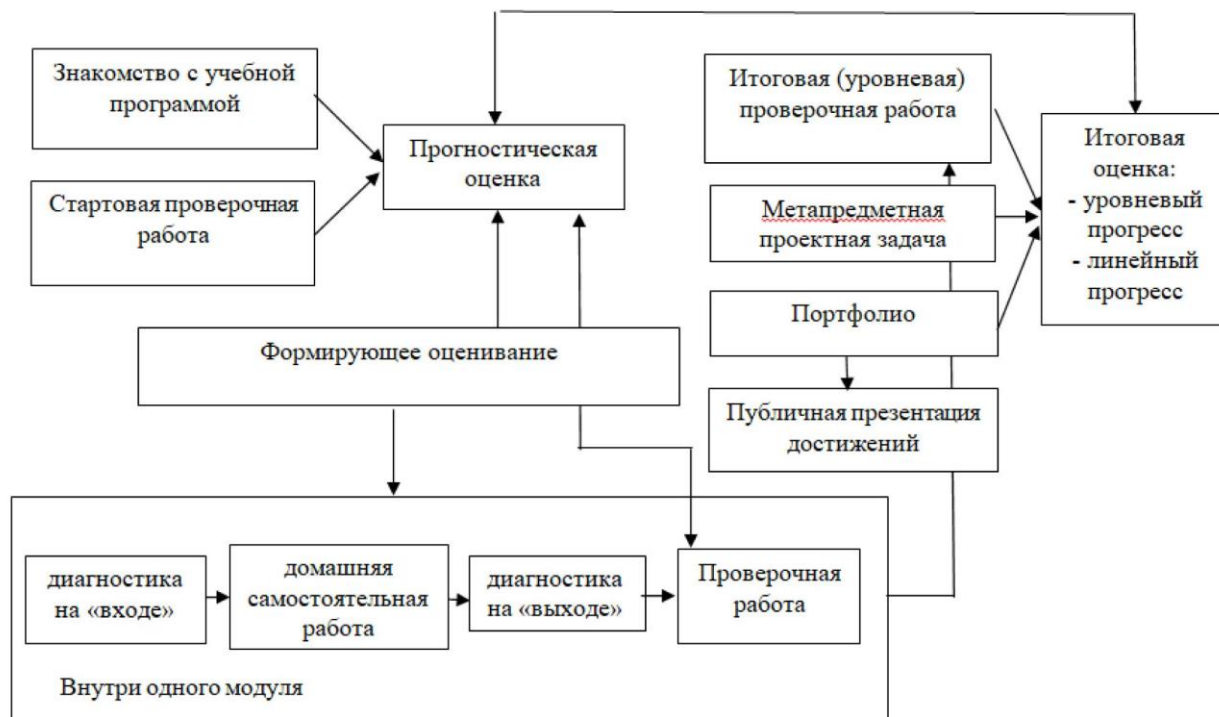 Знакомство с учебной
программой
Стартовая проверочная
работа
Прогностическая
оценка
Итоговая (уровневая)
проверочная работа
Метапредметная
проектная задача
Портфолио
Публичная презентация
достижений
Итоговая
оценка:
- уровневый
прогресс
- линейный
прогресс
Формирующее оценивание
диагностика
на «входе»
домашняя
самостоятельная
работа
диагностика
на «выходе»
Проверочная
работа
Внутри одного модуля